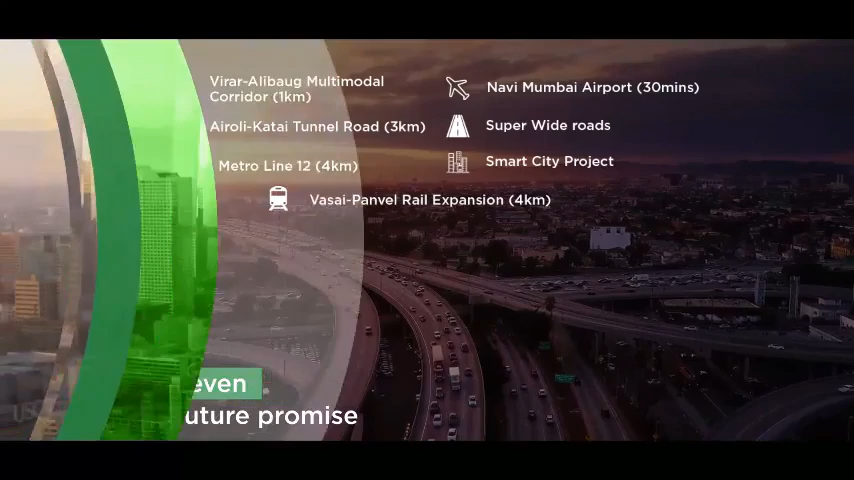 Virar-Alibaug Multimodal
Corridor (1km)
Navi Mumbai Airport (30mins)
Airoli-Katai Tunnel Road (3km)
Super Wide roads
Metro Line 12 (4km)
Smart City Project
Vasai-Panvel Rail Expansion (4km)
even
uture promise